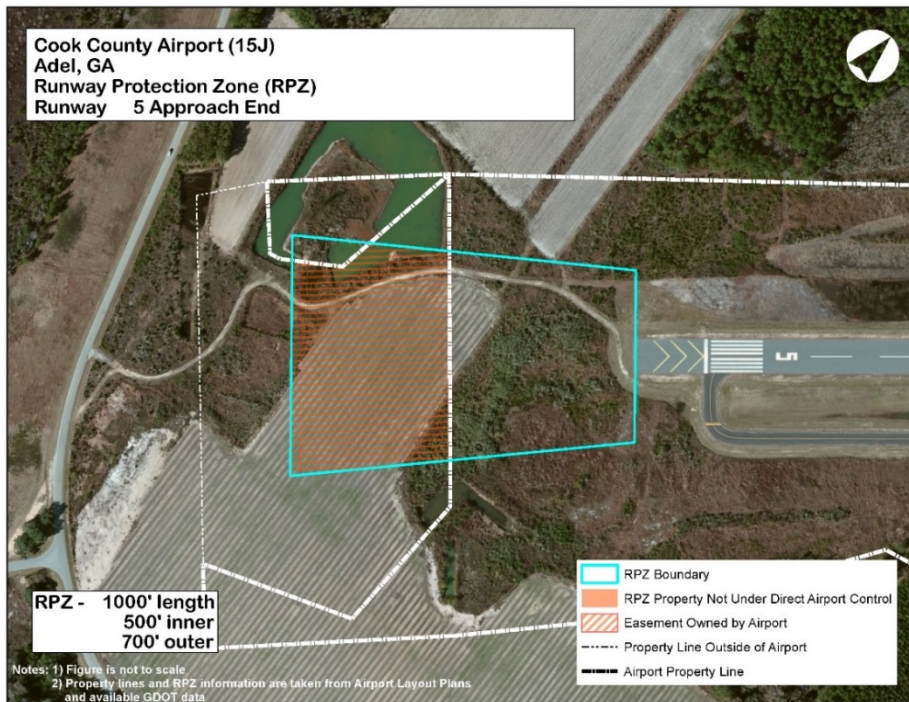 Cook County Airport (15J)
Adel, GA
Runway Protection Zone (RPZ)
Runway 5 Approach End
5
RPZ - 1000' length
500' inner
700' outer
Notes: 1) Figure is not to scale
2) Property lines and RPZ information are taken from Airport Layout Plans
and available GDOT data
RPZ Boundary
RPZ Property Not Under Direct Airport Control
Easement Owned by Airport
Property Line Outside of Airport
Airport Property Line